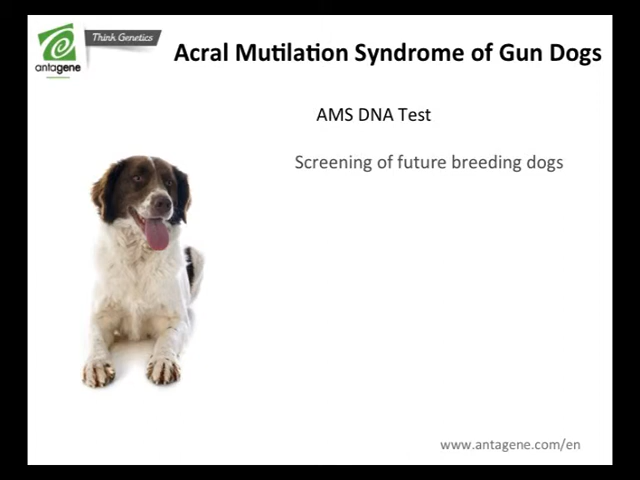 Think Genetics
antagene
Acral Mutilation Syndrome of Gun Dogs
AMS DNA Test
Screening of future breeding dogs
www.antagene.com/en